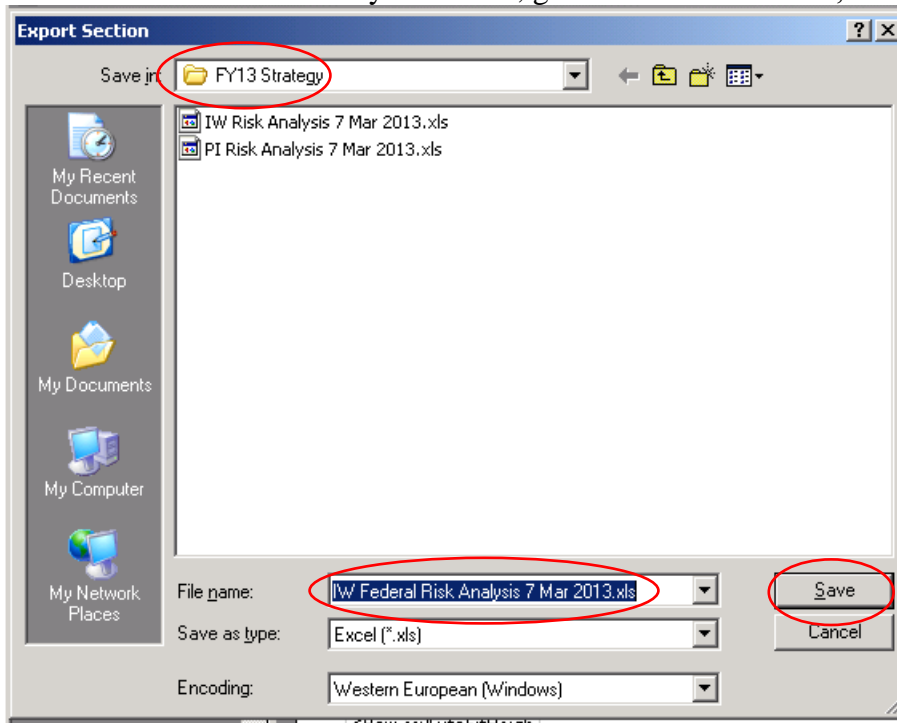 Export Section
Save in:
FY13 Strategy
IW Risk Analysis 7 Mar 2013.xls
PI Risk Analysis 7 Mar 2013.xls
My Recent
Documents
Desktop
My Documents
My Computer
My Network
Places
File name:
IW Federal Risk Analysis 7 Mar 2013.xls
Save
Save as type:
Excel (*.xls)
Cancel
Encoding:
Western European (Windows)